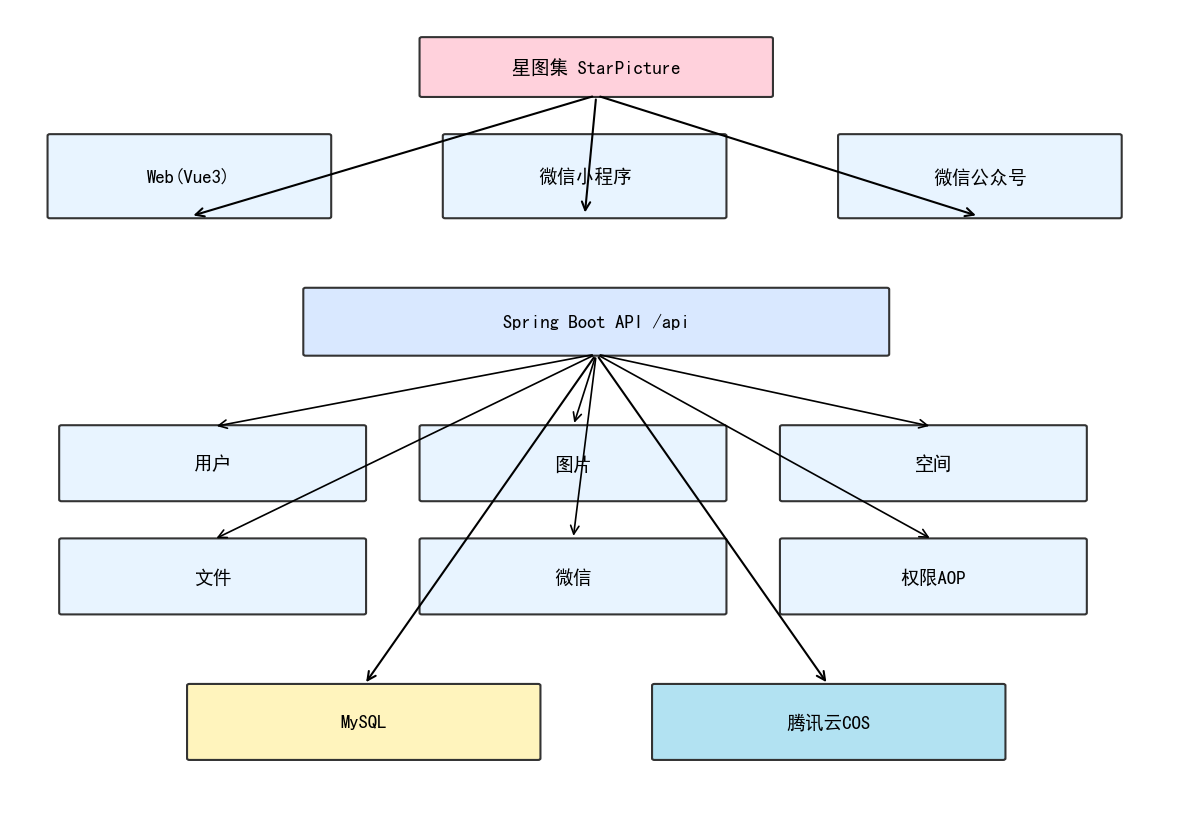 星图集 StarPicture
Web(Vue3)
微信小程序
微信公众号
Spring Boot API /api
用户
图片
空间
文件
微信
权限AOP
MySQL
腾讯云COS